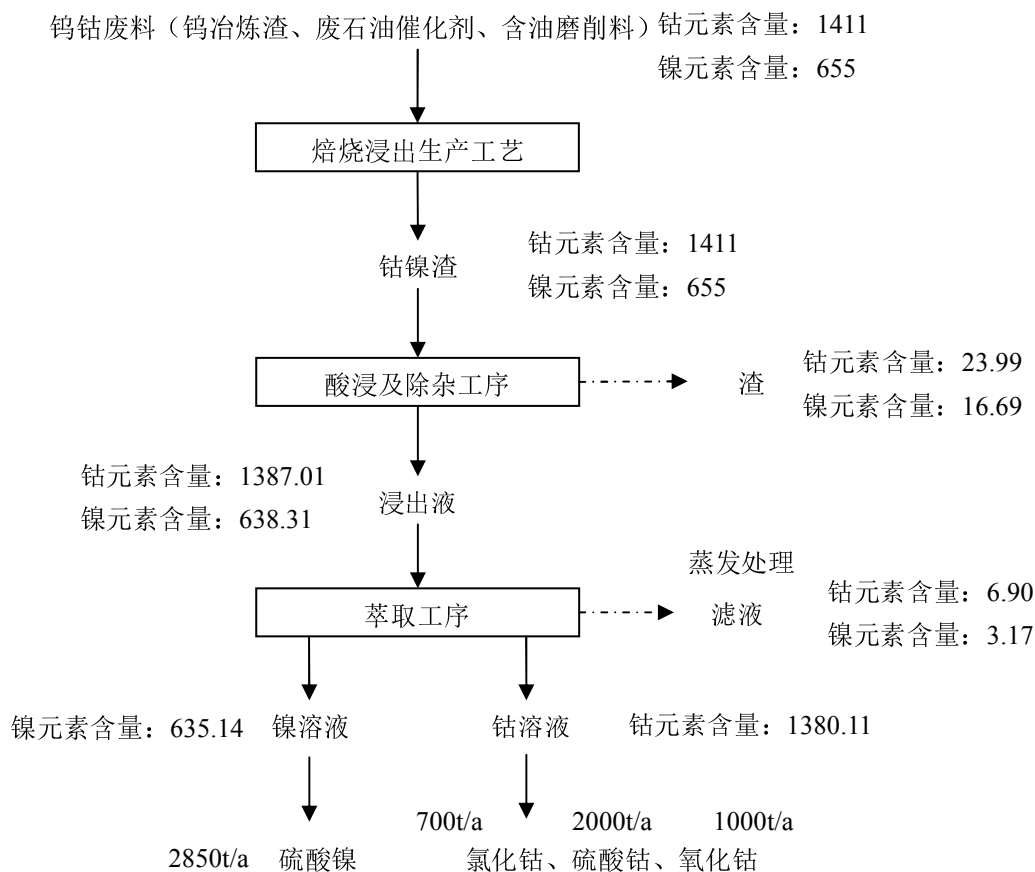 钨钴废料（钨冶炼渣、废石油催化剂、含油磨削料）钴元素含量：1411
镍元素含量：655
焙烧浸出生产工艺
钴元素含量：1411
钴镍渣
镍元素含量：655
钴元素含量：23.99
酸浸及除杂工序
渣
镍元素含量：16.69
钴元素含量：1387.01
浸出液
镍元素含量：638.31
蒸发处理
钴元素含量：6.90
萃取工序
滤液
镍元素含量：3.17
镍元素含量：635.14 镍溶液 钴溶液 钴元素含量：1380.11
700t/a 2000t/a 1000t/a
2850t/a 硫酸镍 氯化钴、硫酸钴、氧化钴